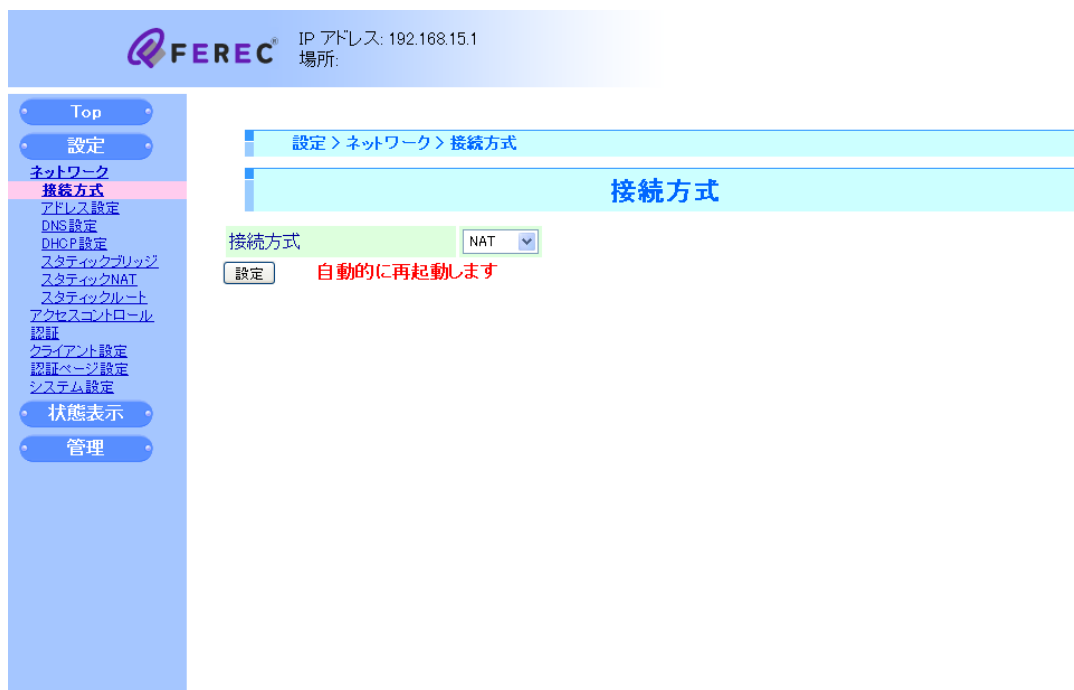 FEREC®
IP アドレス: 192.168.15.1
場所:
Top
設定
ネットワーク
接続方式
アドレス設定
DNS設定
DHCP設定
スタティックブリッジ
スタティックNAT
スタティックルート
アクセスコントロール
認証
クライアント設定
認証ページ設定
システム設定
状態表示
管理
設定 > ネットワーク > 接続方式
接続方式
接続方式 NAT
設定 自動的に再起動します